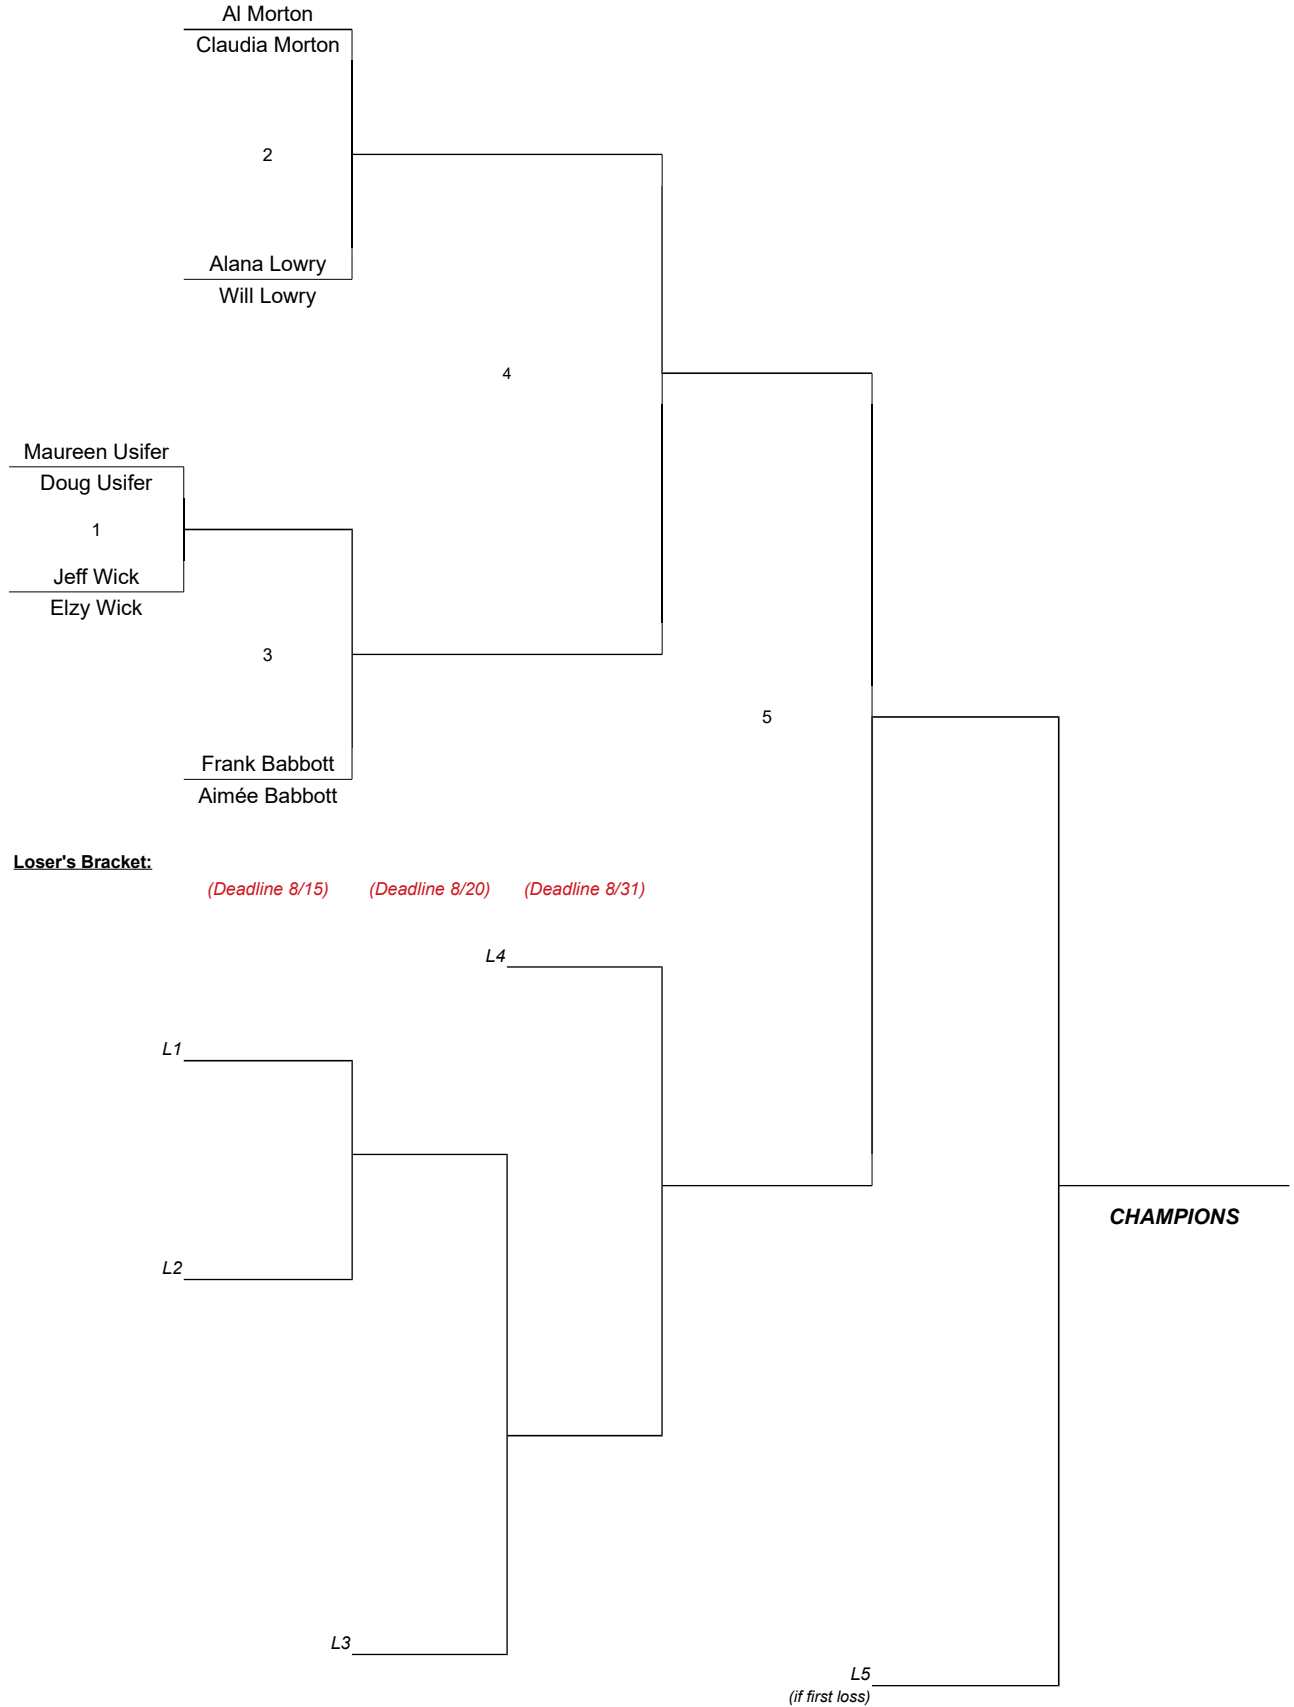 Al Morton
Claudia Morton
2
Alana Lowry
Will Lowry
4
Maureen Usifer
Doug Usifer
1
Jeff Wick
Elzy Wick
3
5
Frank Babbott
Aimée Babbott
Loser's Bracket:
(Deadline 8/15) (Deadline 8/20) (Deadline 8/31)
L4
L1
CHAMPIONS
L2
L3
L5
(if first loss)